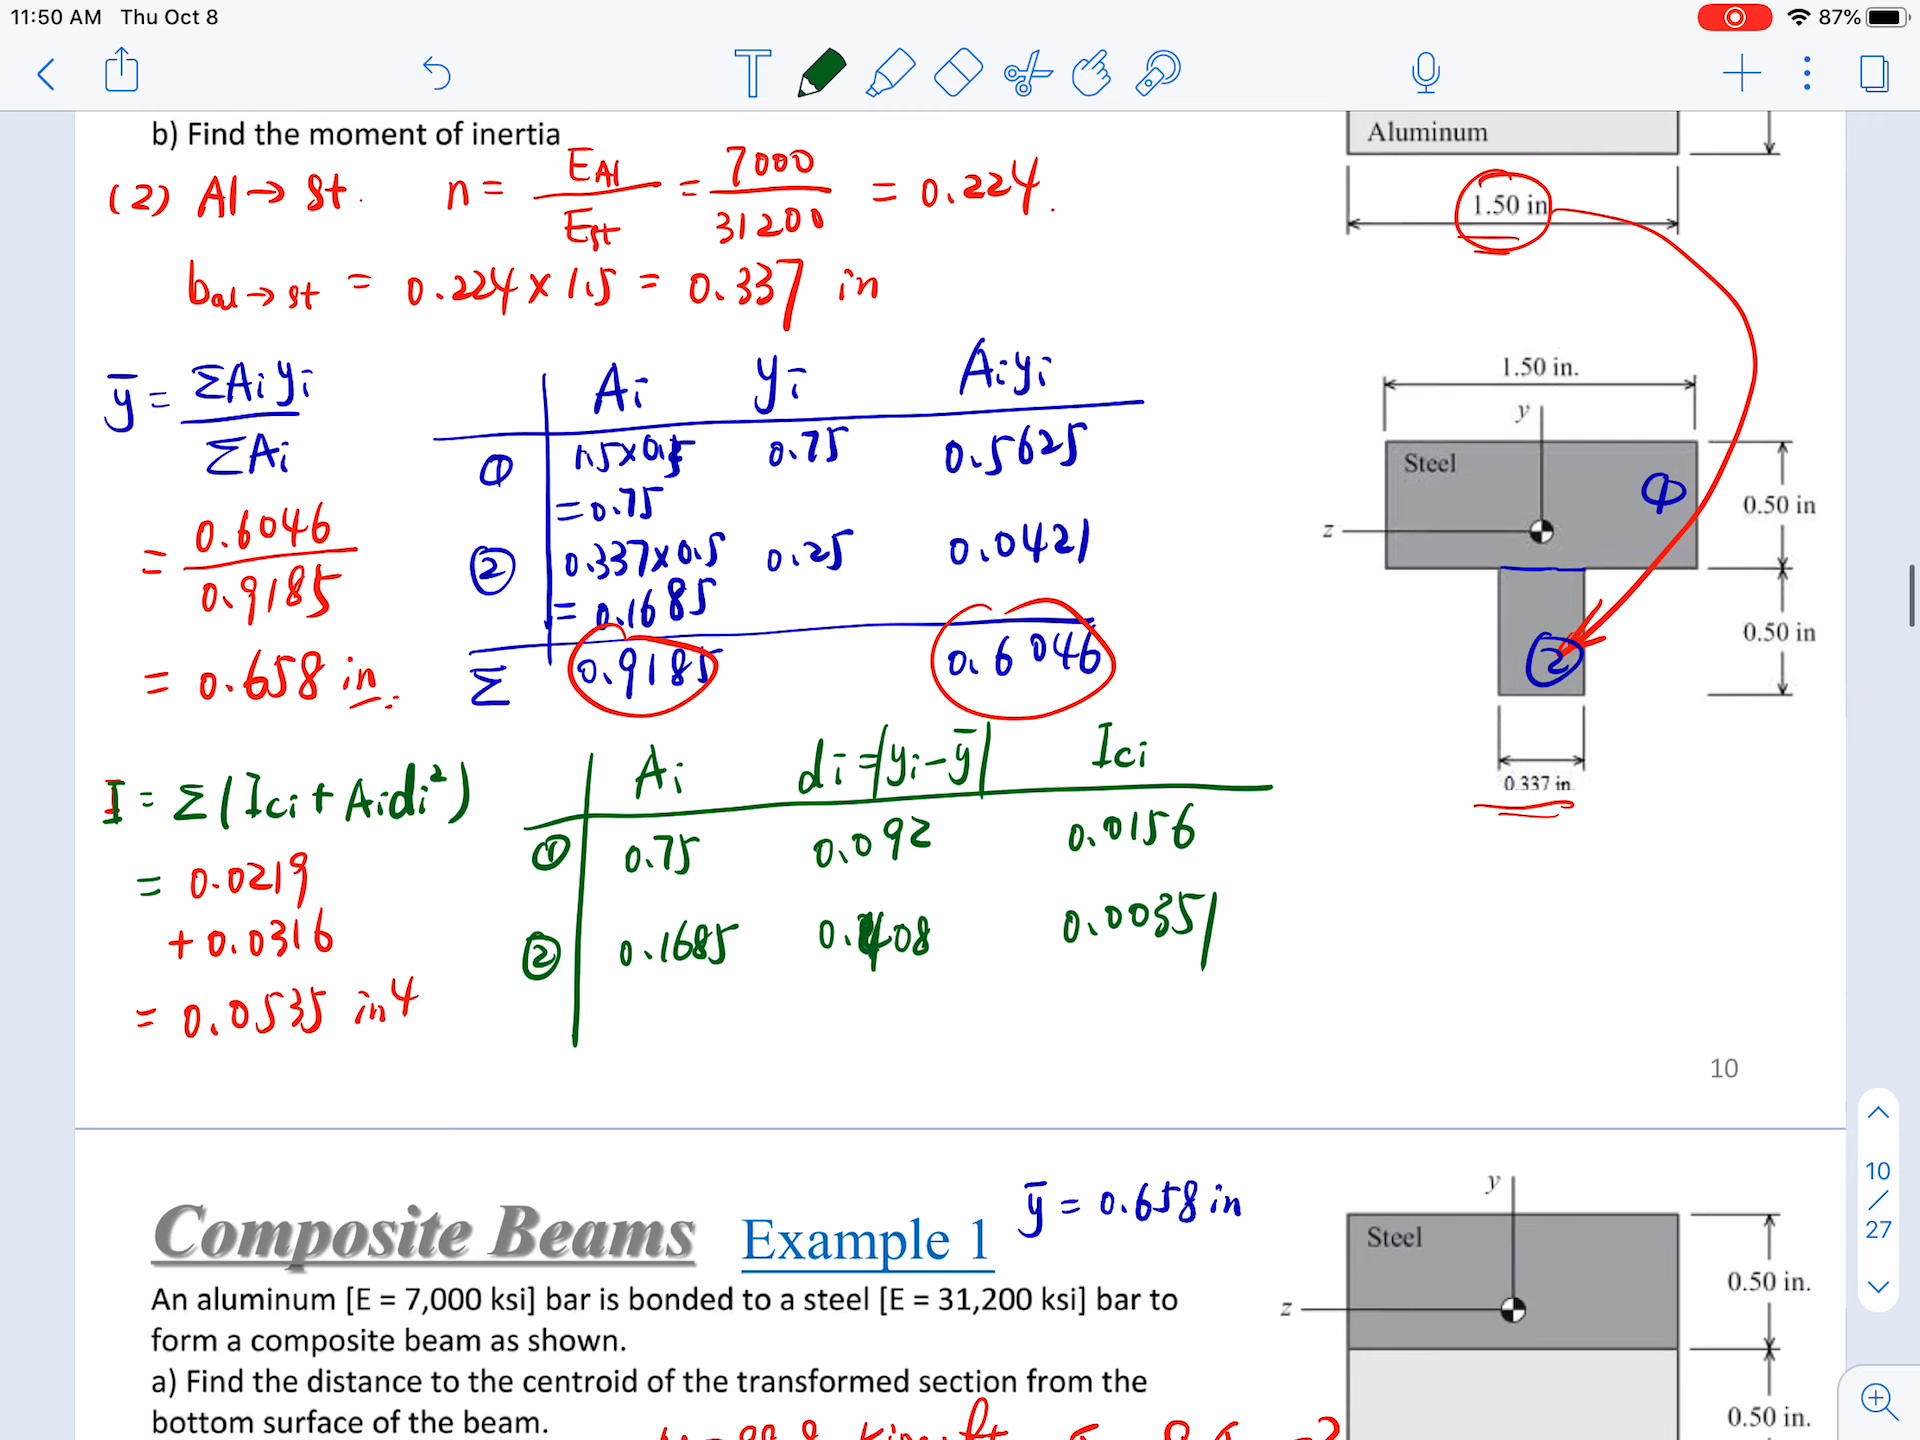 11:50 AM Thu Oct 8
87%
b) Find the moment of inertia
(2) Al → St. n = E_Al / E_st = 7000 / 31200 = 0.224.
b_al→st = 0.224 × 1.5 = 0.337 in
Aluminum
1.50 in
ȳ = ΣAiyi / ΣAi
= 0.6046 / 0.9185
= 0.658 in.
Ai yi Aiyi
① 1.5×0.5 0.75 0.5625
= 0.75
② 0.337×0.5 0.25 0.0421
= 0.1685
Σ 0.9185 0.6046
1.50 in.
y
Steel
①
0.50 in
z
②
0.50 in
0.337 in.
I = Σ(Ici + Aidi²)
= 0.0219
+ 0.0316
= 0.0535 in4
Ai di=|yi-ȳ| Ici
① 0.75 0.092 0.0156
② 0.1685 0.408 0.00351
10
Composite Beams Example 1 ȳ = 0.658 in
An aluminum [E = 7,000 ksi] bar is bonded to a steel [E = 31,200 ksi] bar to
form a composite beam as shown.
a) Find the distance to the centroid of the transformed section from the
bottom surface of the beam.
y
Steel
0.50 in.
z
0.50 in.
10
/
27